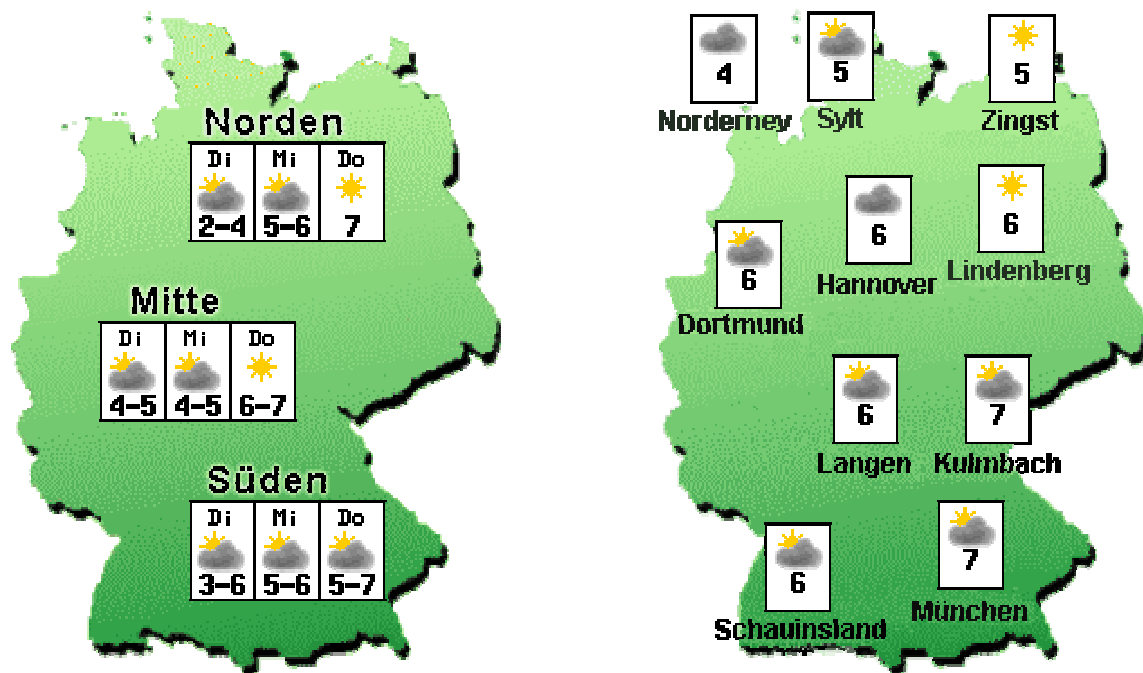 Norden
Di Mi Do
2-4 5-6 7
Mitte
Di Mi Do
4-5 4-5 6-7
Süden
Di Mi Do
3-6 5-6 5-7
4
Norderney
5
Sylt
5
Zingst
6
Hannover
6
Lindenberg
6
Dortmund
6
Langen
7
Kulmbach
6
Schauinsland
7
München